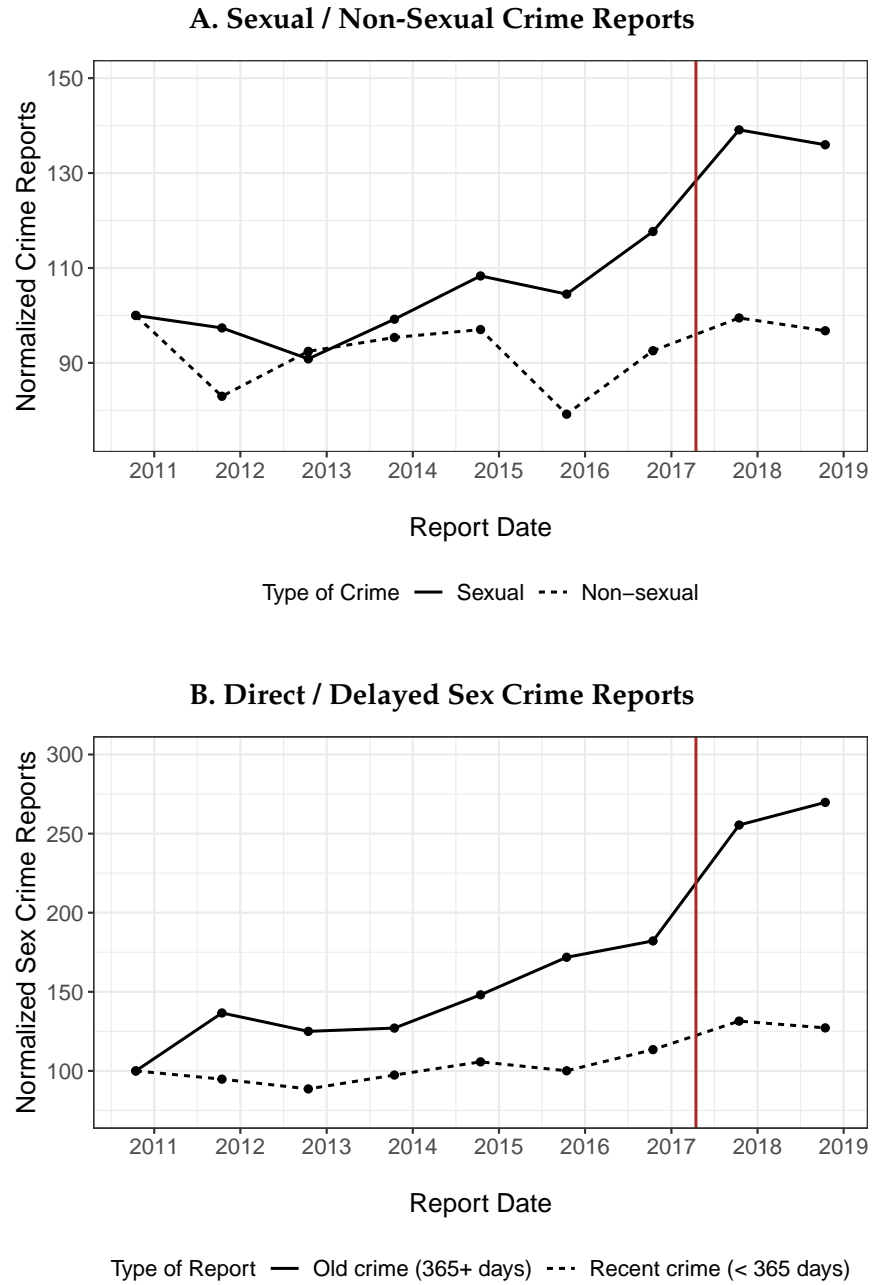 A. Sexual / Non-Sexual Crime Reports
150
130
110
90
Normalized Crime Reports
2011 2012 2013 2014 2015 2016 2017 2018 2019
Report Date
Type of Crime Sexual Non−sexual
B. Direct / Delayed Sex Crime Reports
300
250
200
150
100
Normalized Sex Crime Reports
2011 2012 2013 2014 2015 2016 2017 2018 2019
Report Date
Type of Report Old crime (365+ days) Recent crime (< 365 days)